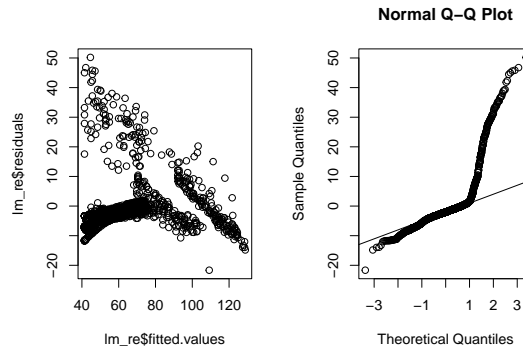 Normal Q−Q Plot
lm_re$residuals
−20 0 10 20 30 40 50
40 60 80 100 120
lm_re$fitted.values
Sample Quantiles
−20 0 10 20 30 40 50
−3 −1 1 2 3
Theoretical Quantiles